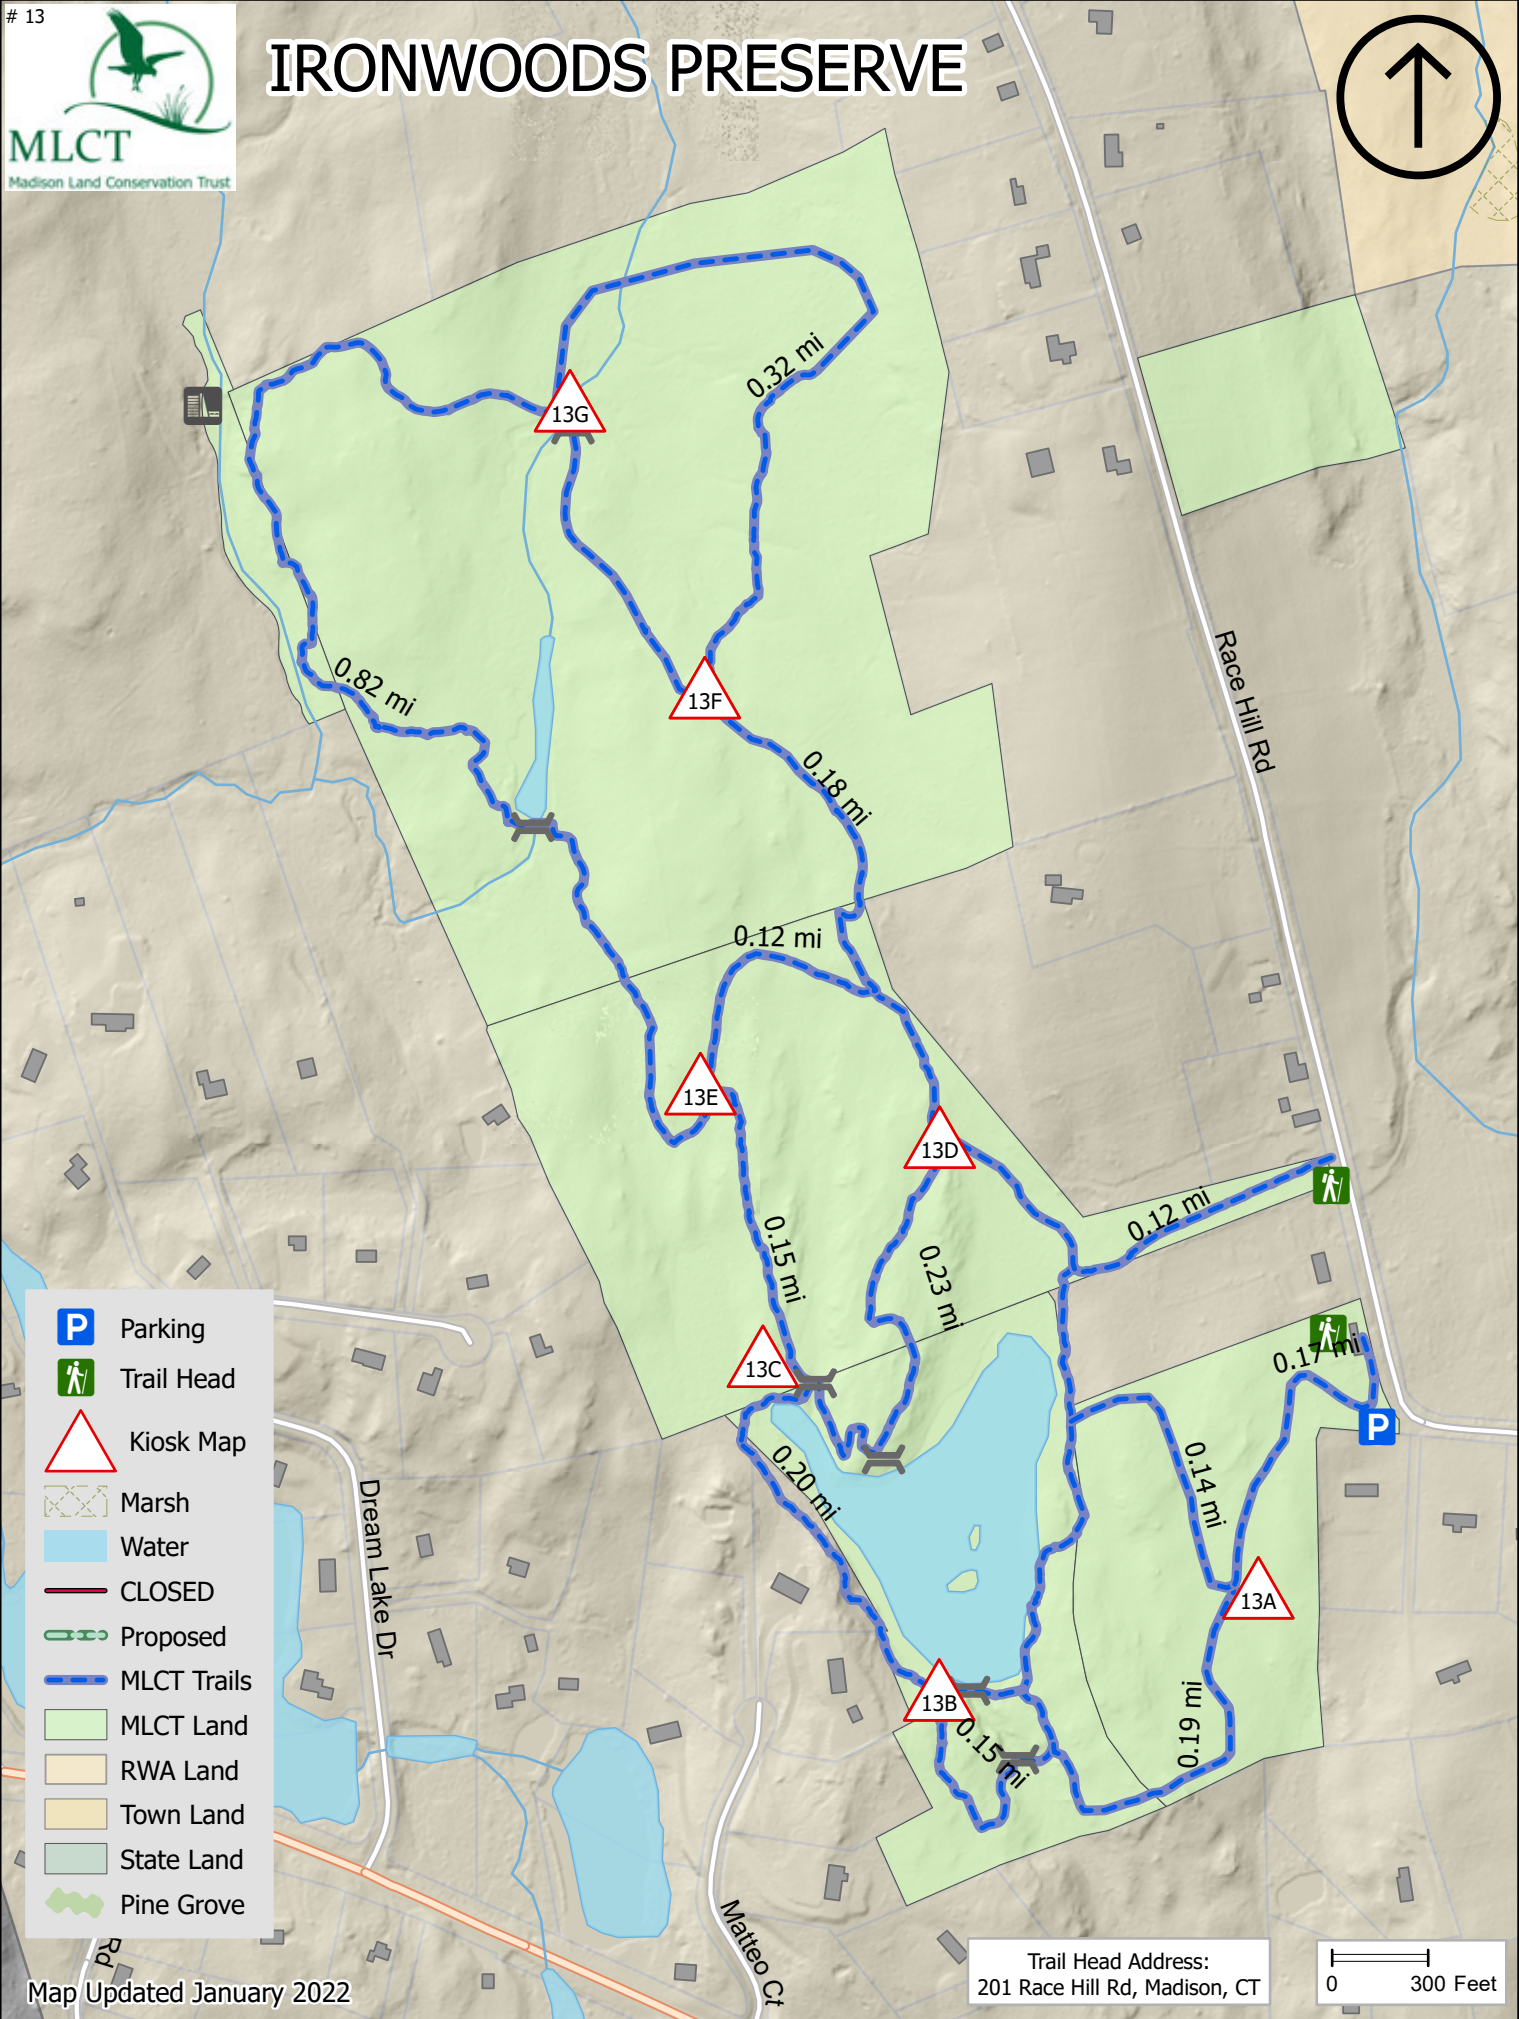 # 13
MLCT
Madison Land Conservation Trust
IRONWOODS PRESERVE
0.32 mi
13G
0.82 mi
13F
Race Hill Rd
0.18 mi
0.12 mi
13E
13D
0.12 mi
0.15 mi
0.23 mi
13C
0.17 mi
P
0.14 mi
0.20 mi
13A
13B
0.15 mi
0.19 mi
Dream Lake Dr
Matteo Ct
Rd
P Parking
Trail Head
Kiosk Map
Marsh
Water
CLOSED
Proposed
MLCT Trails
MLCT Land
RWA Land
Town Land
State Land
Pine Grove
Map Updated January 2022
Trail Head Address:
201 Race Hill Rd, Madison, CT
0 300 Feet